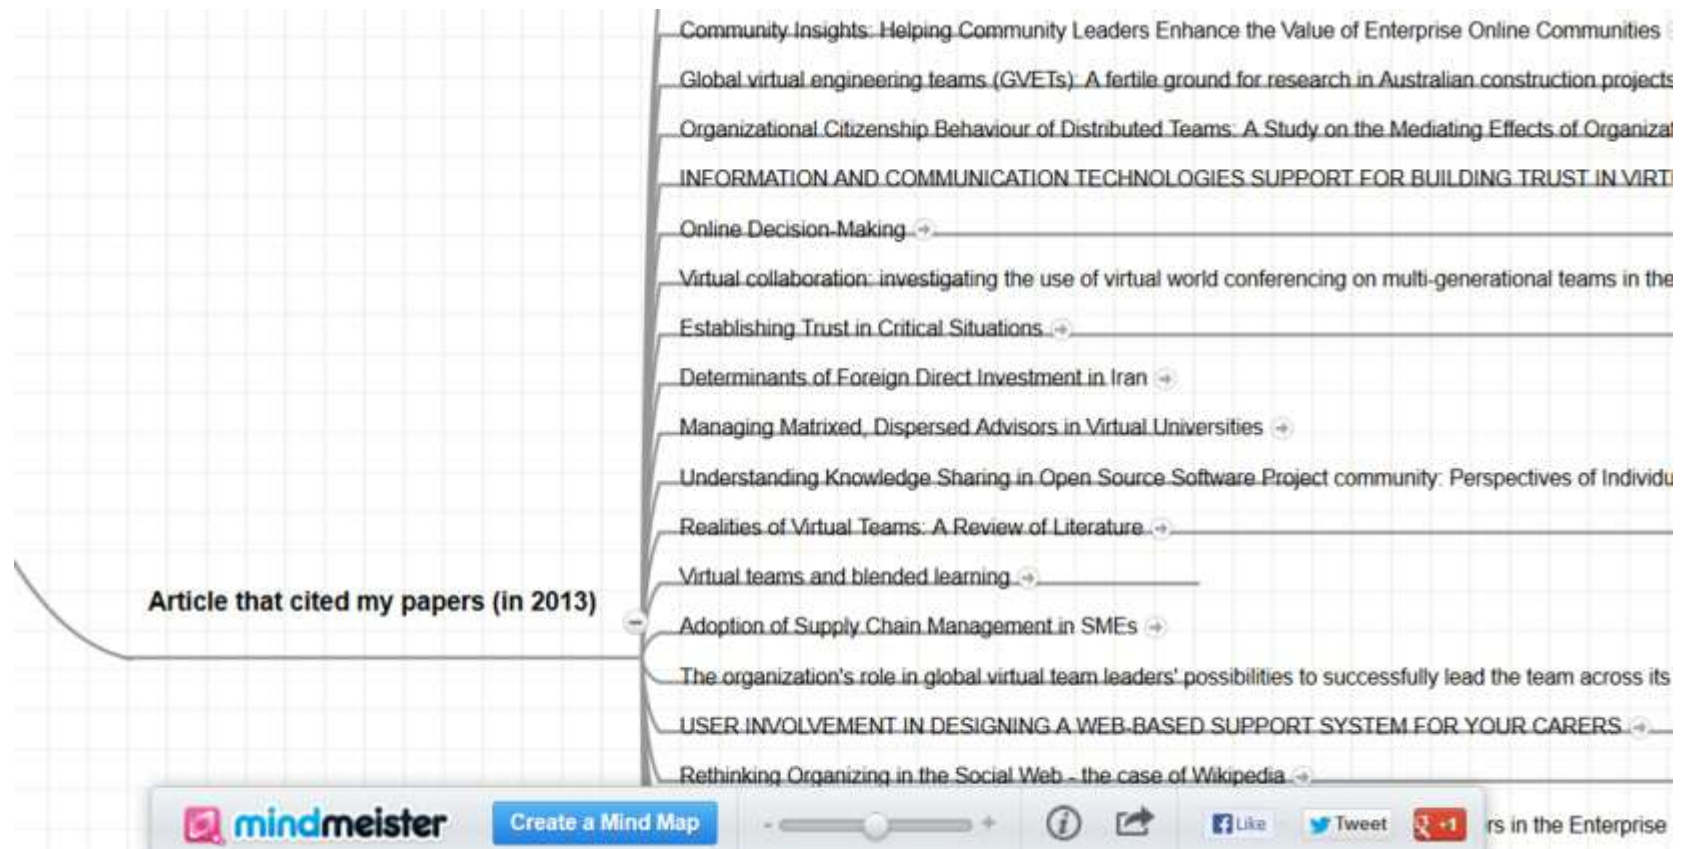 Community Insights: Helping Community Leaders Enhance the Value of Enterprise Online Communities
Global virtual engineering teams (GVETs): A fertile ground for research in Australian construction projects
Organizational Citizenship Behaviour of Distributed Teams: A Study on the Mediating Effects of Organizat
INFORMATION AND COMMUNICATION TECHNOLOGIES SUPPORT FOR BUILDING TRUST IN VIRTU
Online Decision-Making
Virtual collaboration: investigating the use of virtual world conferencing on multi-generational teams in the
Establishing Trust in Critical Situations
Determinants of Foreign Direct Investment in Iran
Managing Matrixed, Dispersed Advisors in Virtual Universities
Understanding Knowledge Sharing in Open Source Software Project community: Perspectives of Individu
Realities of Virtual Teams: A Review of Literature
Virtual teams and blended learning
Article that cited my papers (in 2013)
Adoption of Supply Chain Management in SMEs
The organization's role in global virtual team leaders' possibilities to successfully lead the team across its
USER INVOLVEMENT IN DESIGNING A WEB-BASED SUPPORT SYSTEM FOR YOUR CARERS
Rethinking Organizing in the Social Web - the case of Wikipedia
mindmeister Create a Mind Map - + i Like Tweet +1 rs in the Enterprise